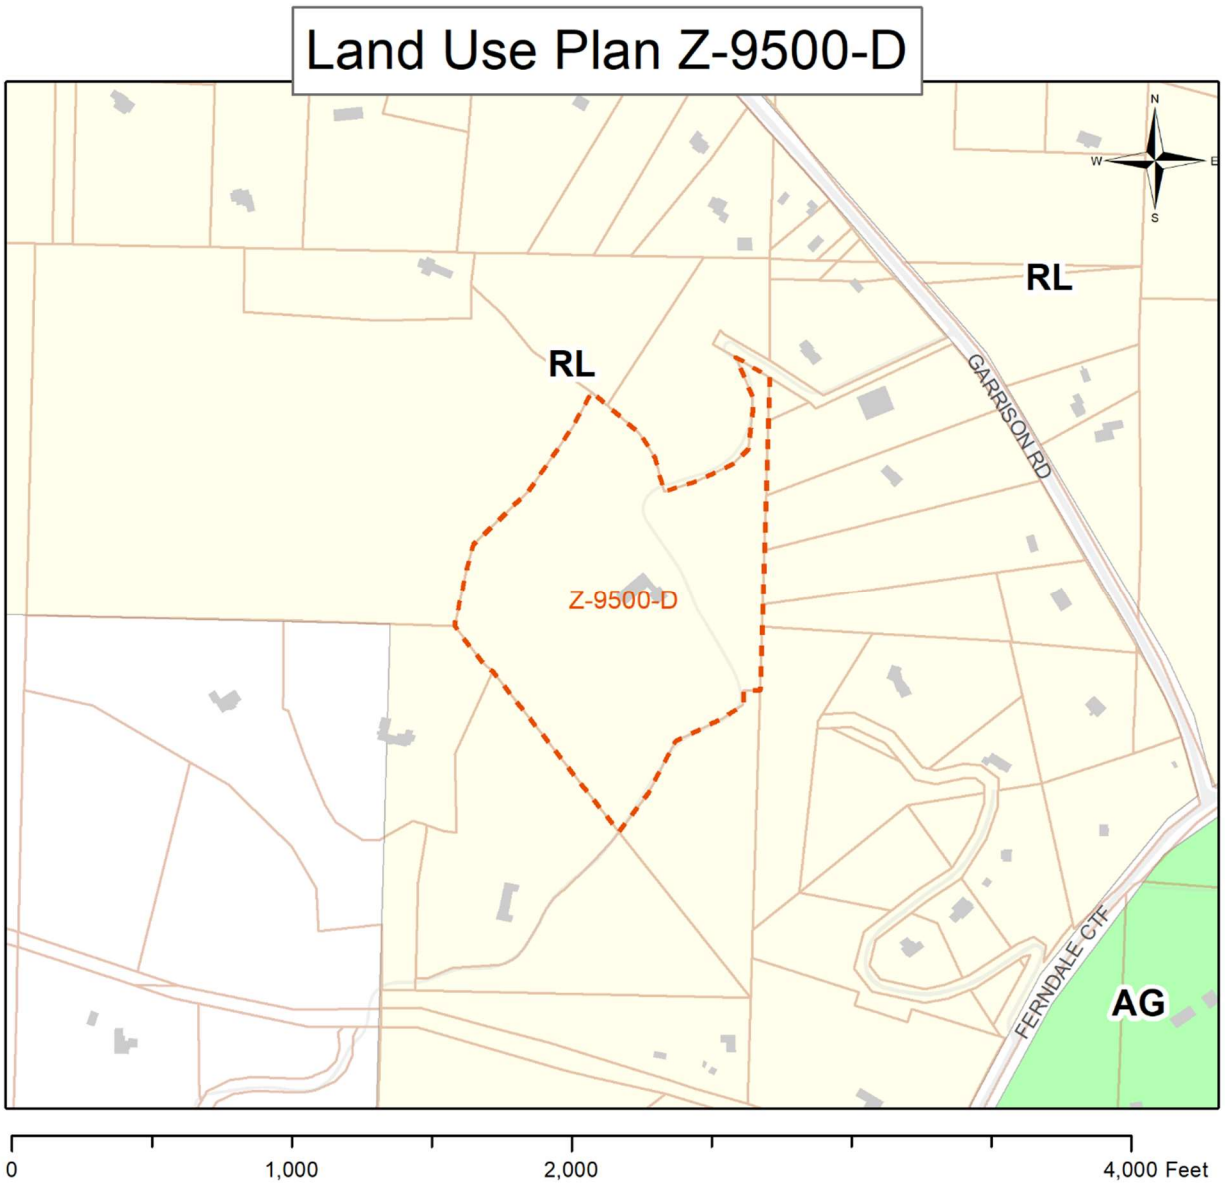 Land Use Plan Z-9500-D
N
W
E
S
RL
RL
GARRISON RD
Z-9500-D
FERNDALE CTF
AG
0
1,000
2,000
4,000 Feet